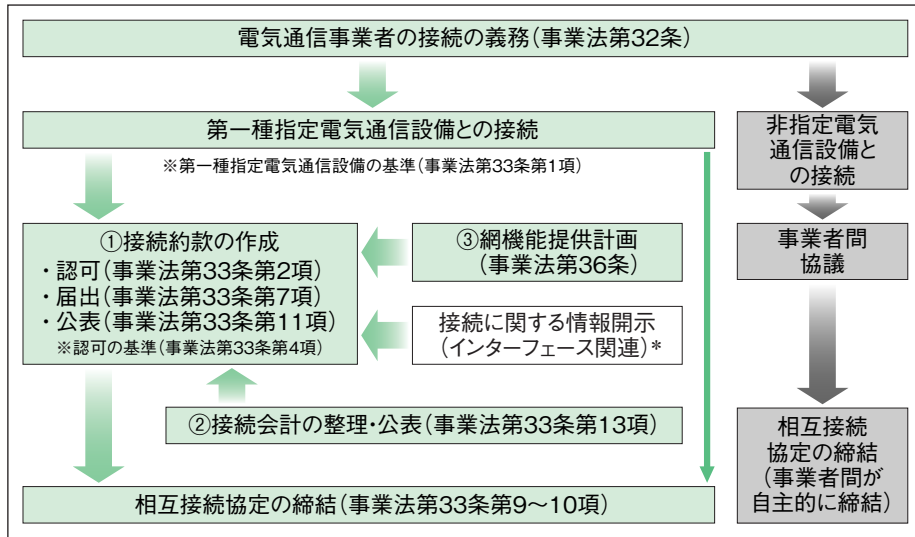 電気通信事業者の接続の義務（事業法第32条）
第一種指定電気通信設備との接続
※第一種指定電気通信設備の基準（事業法第33条第1項）
①接続約款の作成
・認可（事業法第33条第2項）
・届出（事業法第33条第7項）
・公表（事業法第33条第11項）
※認可の基準（事業法第33条第4項）
③網機能提供計画
（事業法第36条）
接続に関する情報開示
（インターフェース関連）*
②接続会計の整理・公表（事業法第33条第13項）
相互接続協定の締結（事業法第33条第9〜10項）
非指定電気
通信設備と
の接続
事業者間
協議
相互接続
協定の締結
（事業者間が
自主的に締結）